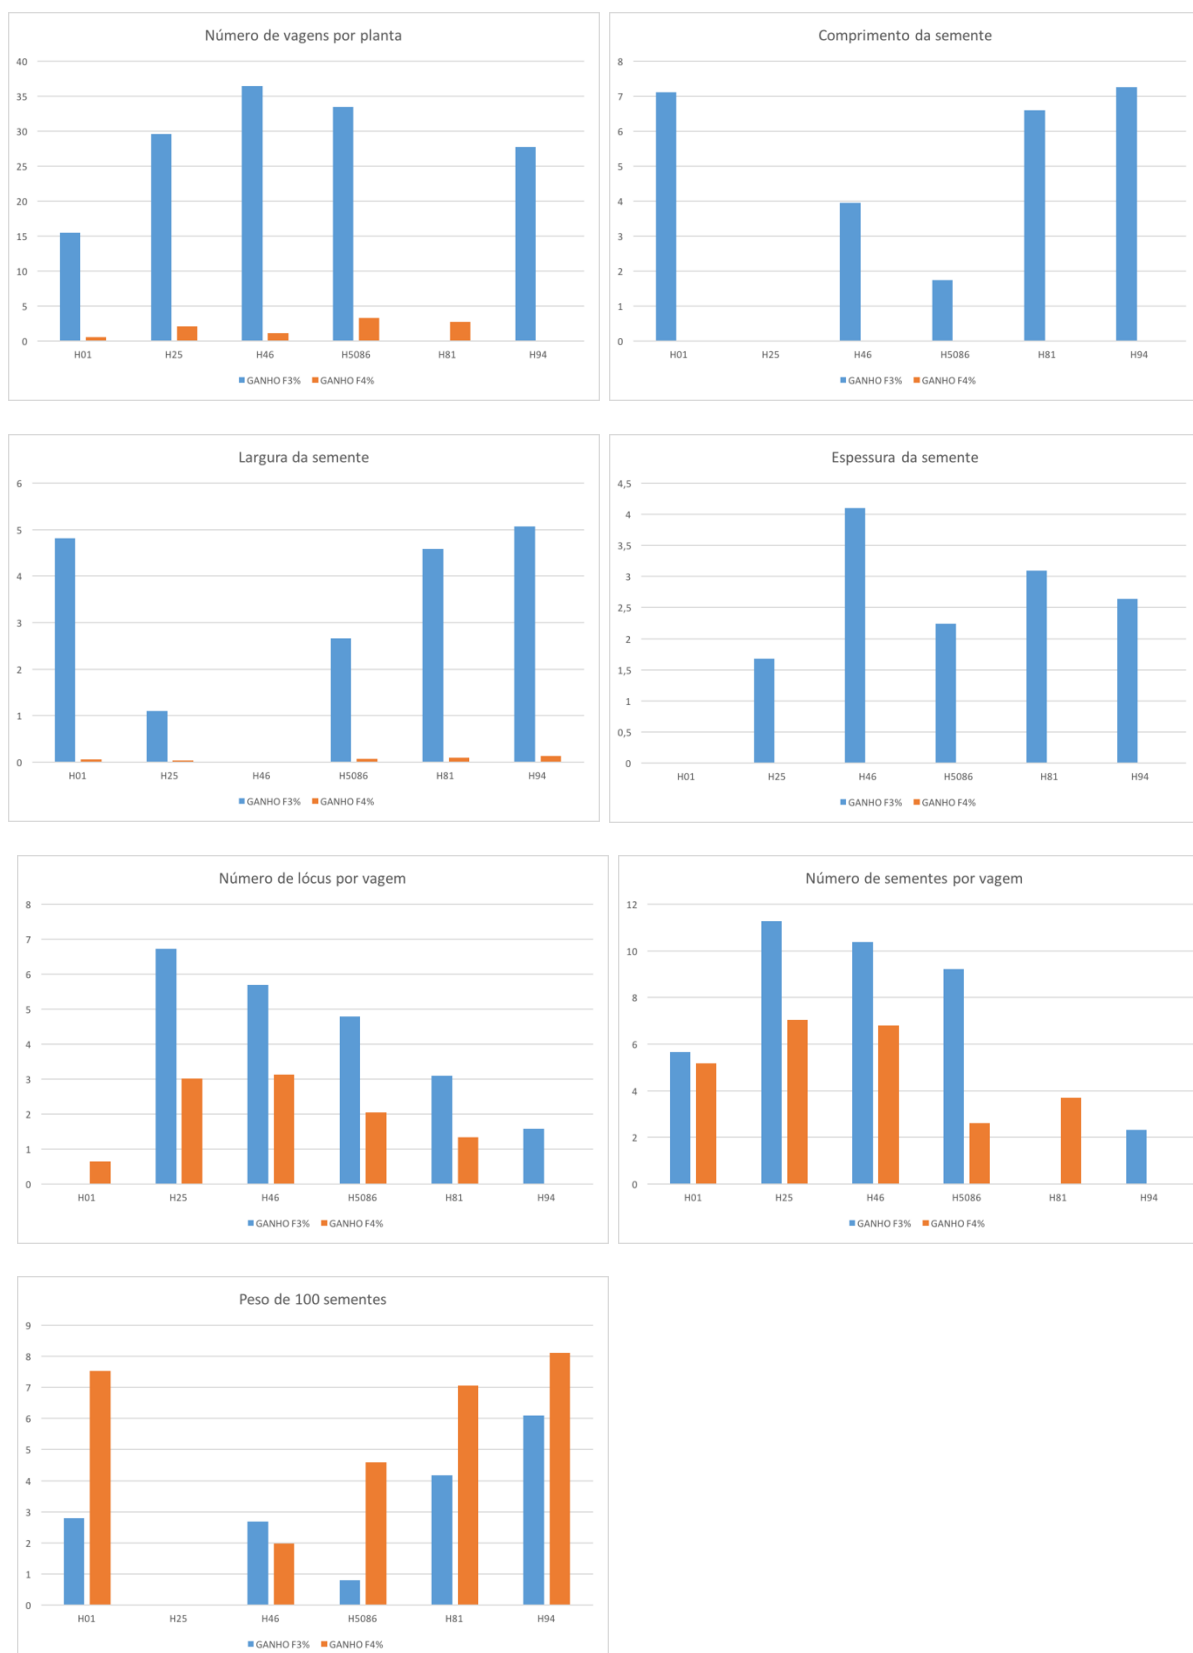 Número de vagens por planta
40
35
30
25
20
15
10
5
0
H01 H25 H46 H5086 H81 H94
GANHO F3% GANHO F4%
Comprimento da semente
8
7
6
5
4
3
2
1
0
H01 H25 H46 H5086 H81 H94
GANHO F3% GANHO F4%
Largura da semente
6
5
4
3
2
1
0
H01 H25 H46 H5086 H81 H94
GANHO F3% GANHO F4%
Espessura da semente
4,5
4
3,5
3
2,5
2
1,5
1
0,5
0
H01 H25 H46 H5086 H81 H94
GANHO F3% GANHO F4%
Número de lócus por vagem
8
7
6
5
4
3
2
1
0
H01 H25 H46 H5086 H81 H94
GANHO F3% GANHO F4%
Número de sementes por vagem
12
10
8
6
4
2
0
H01 H25 H46 H5086 H81 H94
GANHO F3% GANHO F4%
Peso de 100 sementes
9
8
7
6
5
4
3
2
1
0
H01 H25 H46 H5086 H81 H94
GANHO F3% GANHO F4%